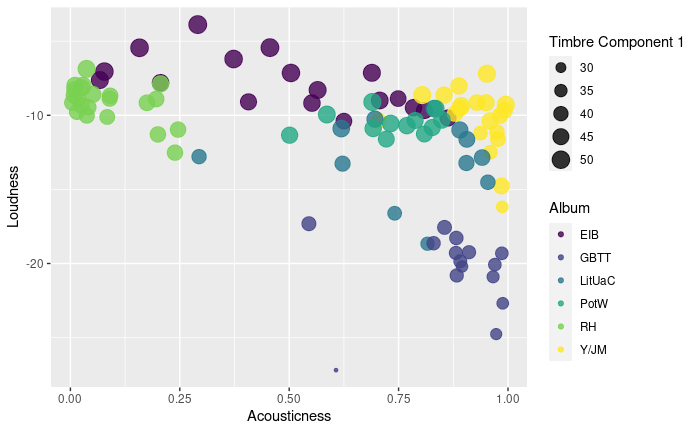 Timbre Component 1
30
35
40
45
50
Album
EIB
GBTT
LitUaC
PotW
RH
Y/JM
Loudness
-10
-20
0.00 0.25 0.50 0.75 1.00
Acousticness